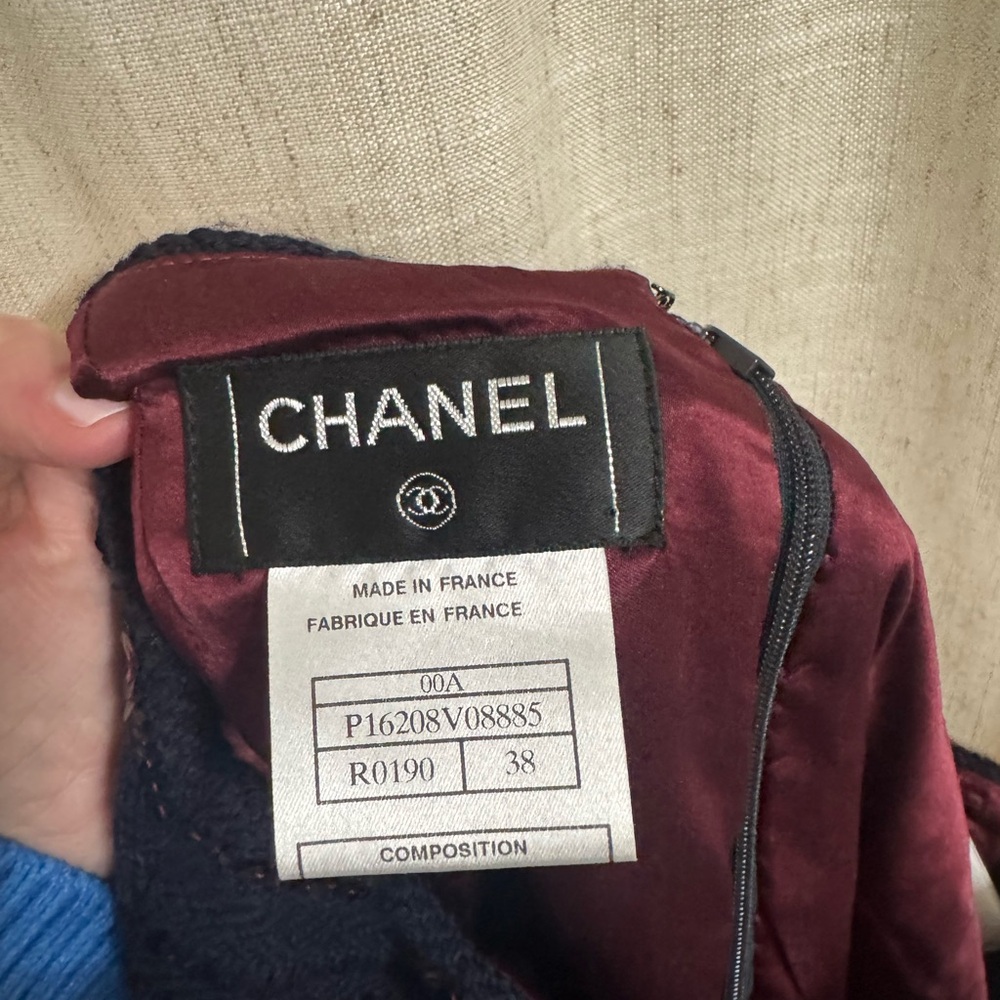 CHANEL
MADE IN FRANCE
FABRIQUE EN FRANCE
00A
P16208V08885
R0190 38
COMPOSITION